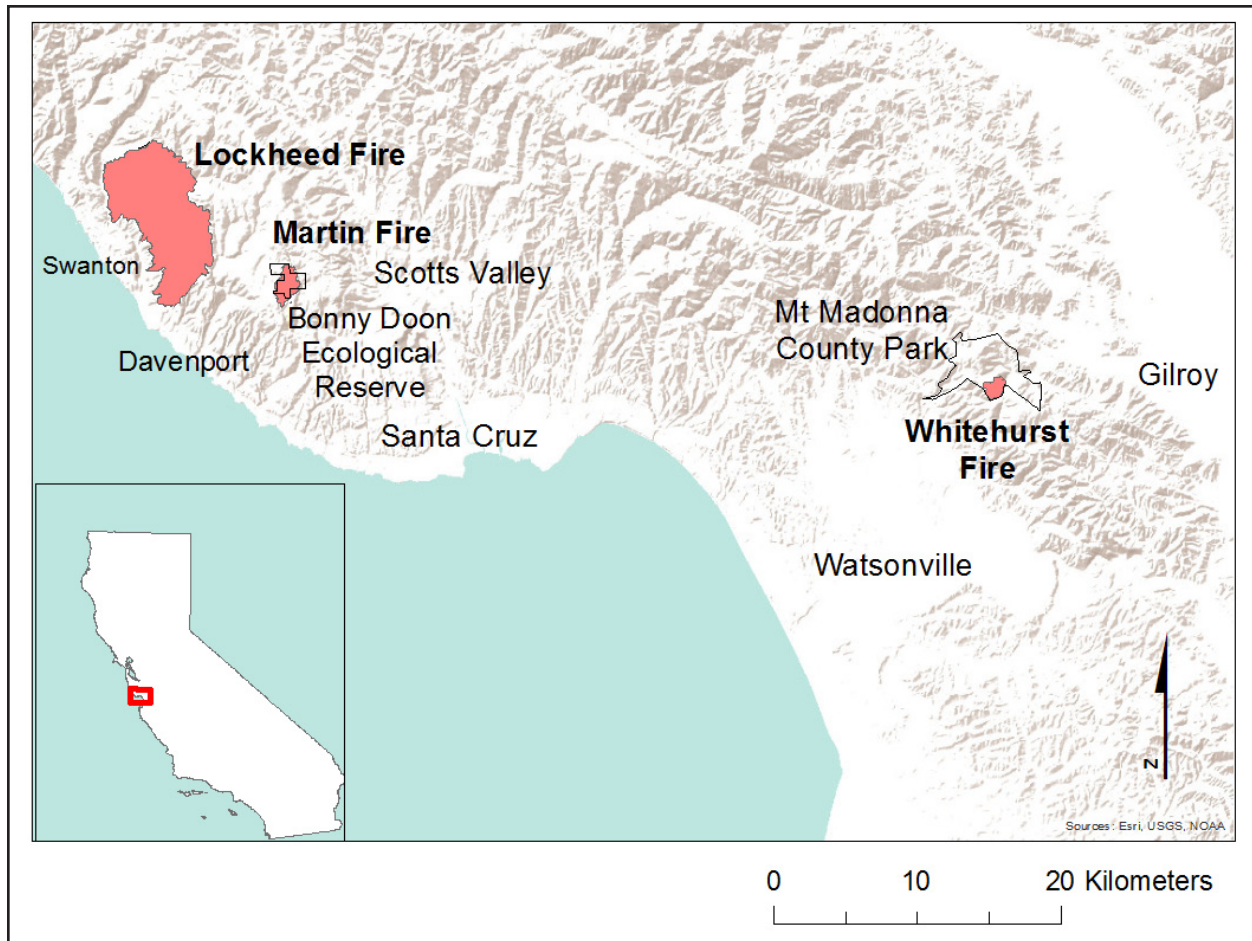 Lockheed Fire
Martin Fire
Swanton
Scotts Valley
Bonny Doon
Ecological
Reserve
Davenport
Mt Madonna
County Park
Gilroy
Santa Cruz
Whitehurst
Fire
Watsonville
N
Sources: Esri, USGS, NOAA
0 10 20 Kilometers